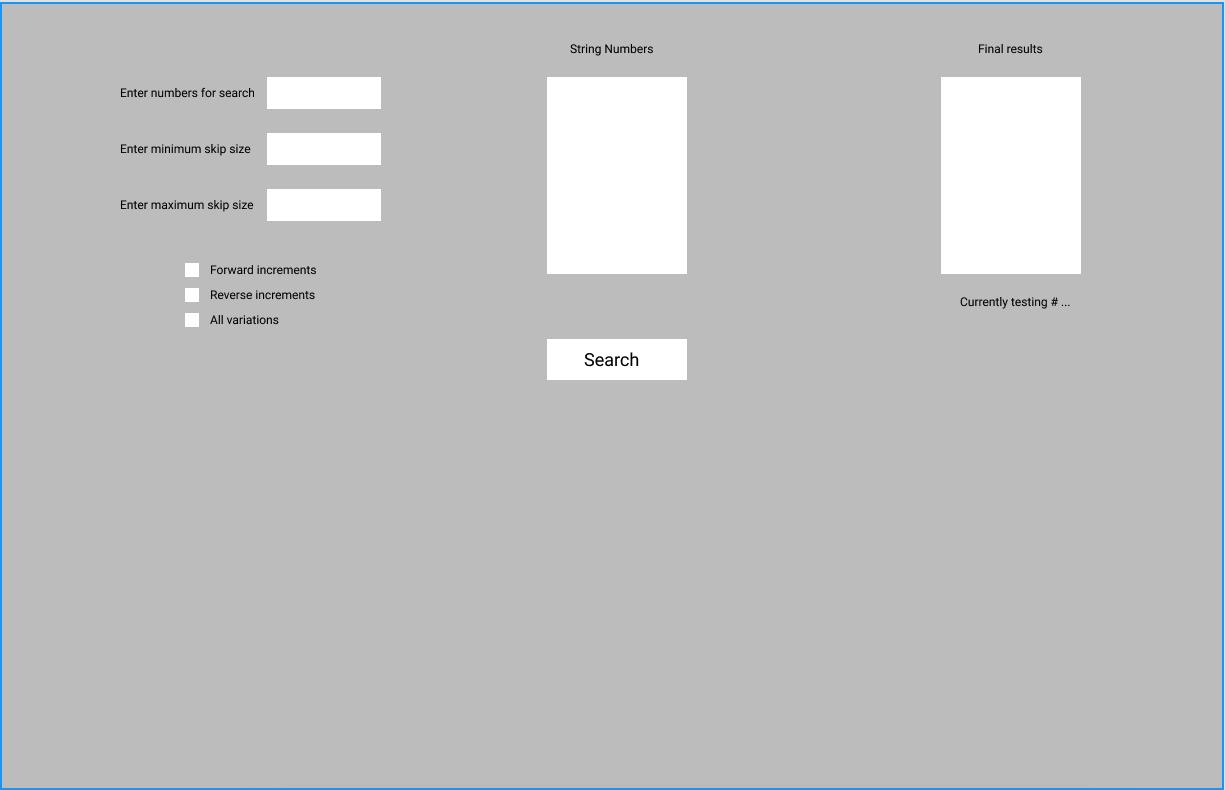 String Numbers
Final results
Enter numbers for search
Enter minimum skip size
Enter maximum skip size
Forward increments
Reverse increments
All variations
Currently testing # ...
Search